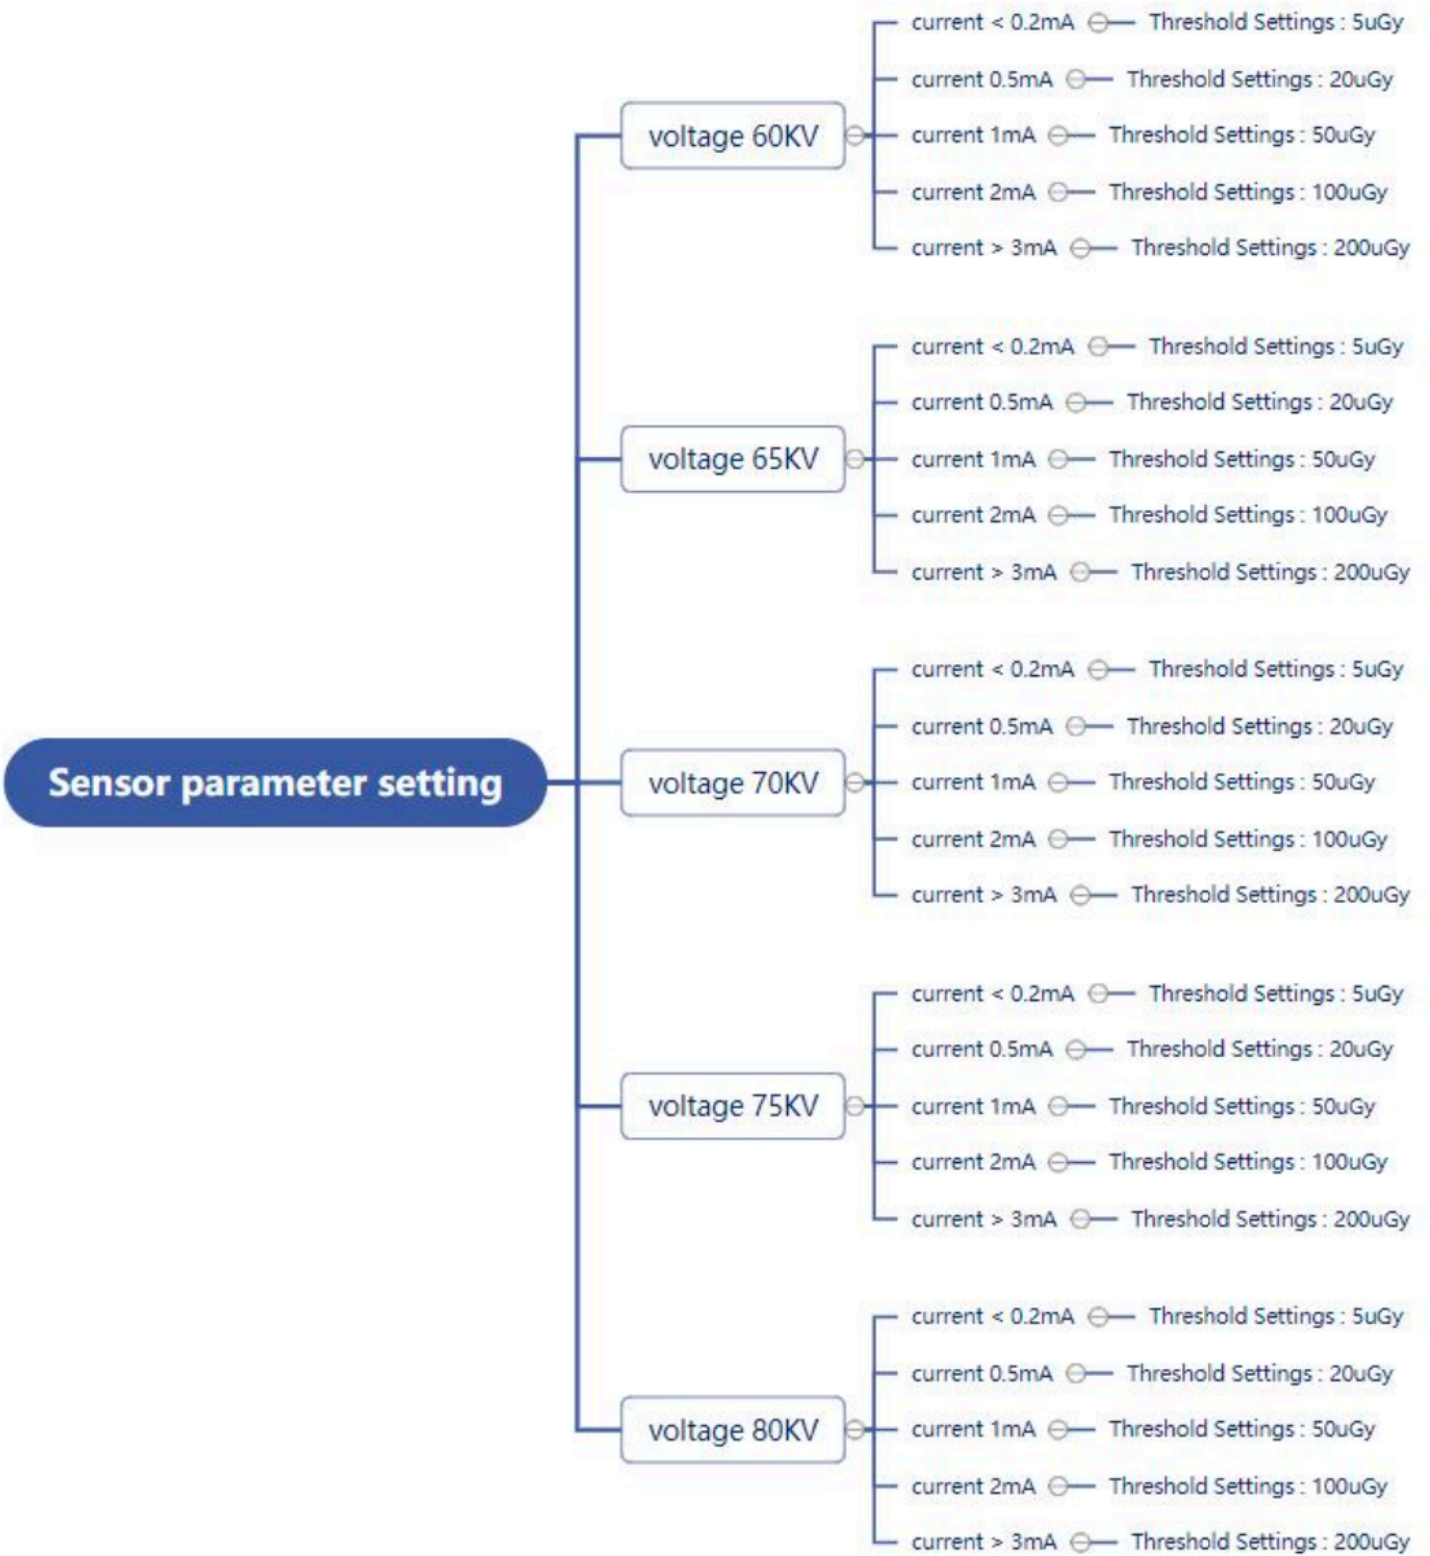 Sensor parameter setting
voltage 60KV
current < 0.2mA Threshold Settings : 5uGy
current 0.5mA Threshold Settings : 20uGy
current 1mA Threshold Settings : 50uGy
current 2mA Threshold Settings : 100uGy
current > 3mA Threshold Settings : 200uGy
voltage 65KV
current < 0.2mA Threshold Settings : 5uGy
current 0.5mA Threshold Settings : 20uGy
current 1mA Threshold Settings : 50uGy
current 2mA Threshold Settings : 100uGy
current > 3mA Threshold Settings : 200uGy
voltage 70KV
current < 0.2mA Threshold Settings : 5uGy
current 0.5mA Threshold Settings : 20uGy
current 1mA Threshold Settings : 50uGy
current 2mA Threshold Settings : 100uGy
current > 3mA Threshold Settings : 200uGy
voltage 75KV
current < 0.2mA Threshold Settings : 5uGy
current 0.5mA Threshold Settings : 20uGy
current 1mA Threshold Settings : 50uGy
current 2mA Threshold Settings : 100uGy
current > 3mA Threshold Settings : 200uGy
voltage 80KV
current < 0.2mA Threshold Settings : 5uGy
current 0.5mA Threshold Settings : 20uGy
current 1mA Threshold Settings : 50uGy
current 2mA Threshold Settings : 100uGy
current > 3mA Threshold Settings : 200uGy